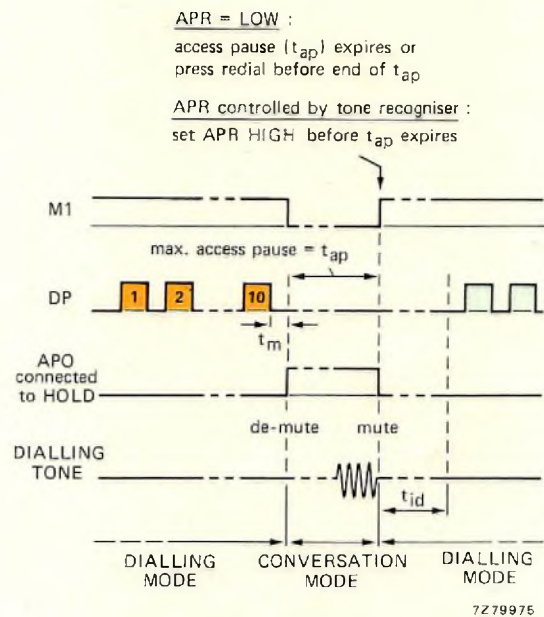 APR = LOW :
access pause (tap) expires or
press redial before end of tap
APR controlled by tone recogniser :
set APR HIGH before tap expires
M1
max. access pause = tap
DP
1 2 10
tm
APO
connected
to HOLD
de-mute mute
DIALLING
TONE
tid
DIALLING
MODE
CONVERSATION
MODE
DIALLING
MODE
7Z79975